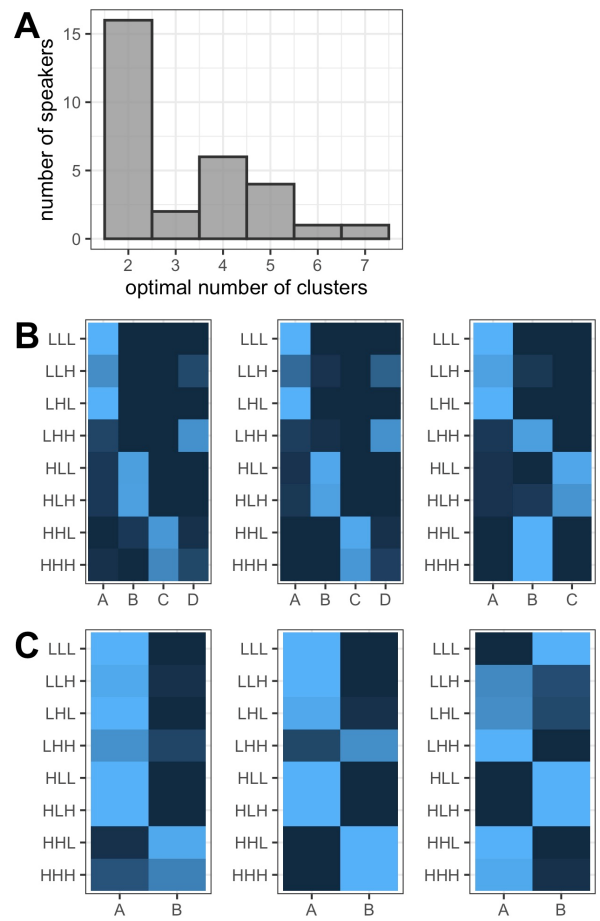 A
number of speakers
15
10
5
0
2 3 4 5 6 7
optimal number of clusters
B
LLL LLL LLL
LLH LLH LLH
LHL LHL LHL
LHH LHH LHH
HLL HLL HLL
HLH HLH HLH
HHL HHL HHL
HHH HHH HHH
A B C D A B C D A B C
C
LLL LLL LLL
LLH LLH LLH
LHL LHL LHL
LHH LHH LHH
HLL HLL HLL
HLH HLH HLH
HHL HHL HHL
HHH HHH HHH
A B A B A B